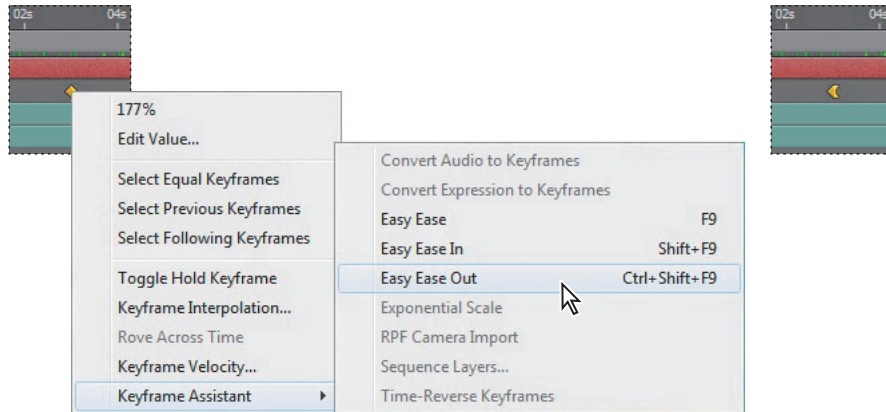 02s 04s
177%
Edit Value...
Select Equal Keyframes
Select Previous Keyframes
Select Following Keyframes
Toggle Hold Keyframe
Keyframe Interpolation...
Rove Across Time
Keyframe Velocity...
Keyframe Assistant
Convert Audio to Keyframes
Convert Expression to Keyframes
Easy Ease F9
Easy Ease In Shift+F9
Easy Ease Out Ctrl+Shift+F9
Exponential Scale
RPF Camera Import
Sequence Layers...
Time-Reverse Keyframes
02s 04s